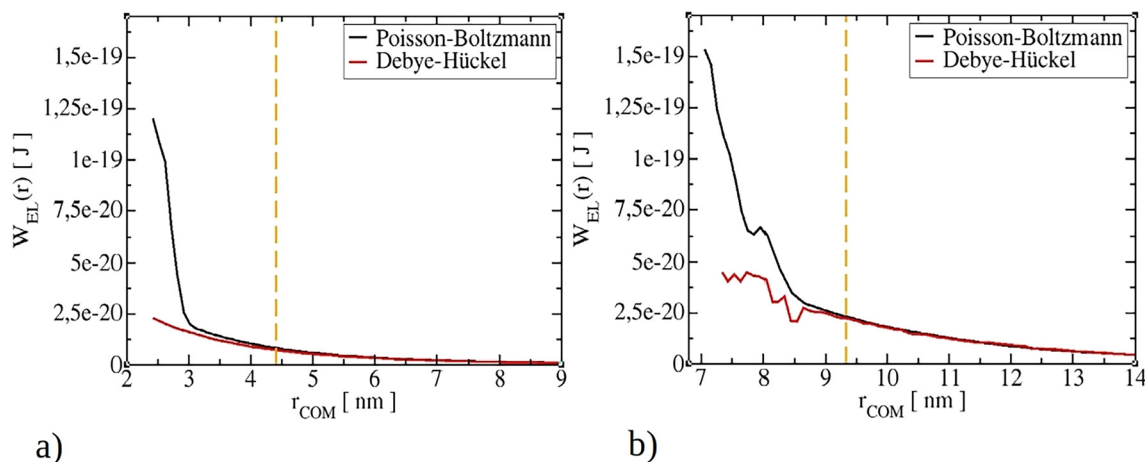 Poisson-Boltzmann
Debye-Hückel
1,5e-19
1,25e-19
1e-19
7,5e-20
5e-20
2,5e-20
0
W_EL(r) [ J ]
2 3 4 5 6 7 8 9
r_COM [ nm ]
a)
Poisson-Boltzmann
Debye-Hückel
1,5e-19
1,25e-19
1e-19
7,5e-20
5e-20
2,5e-20
0
W_EL(r) [ J ]
7 8 9 10 11 12 13 14
r_COM [ nm ]
b)